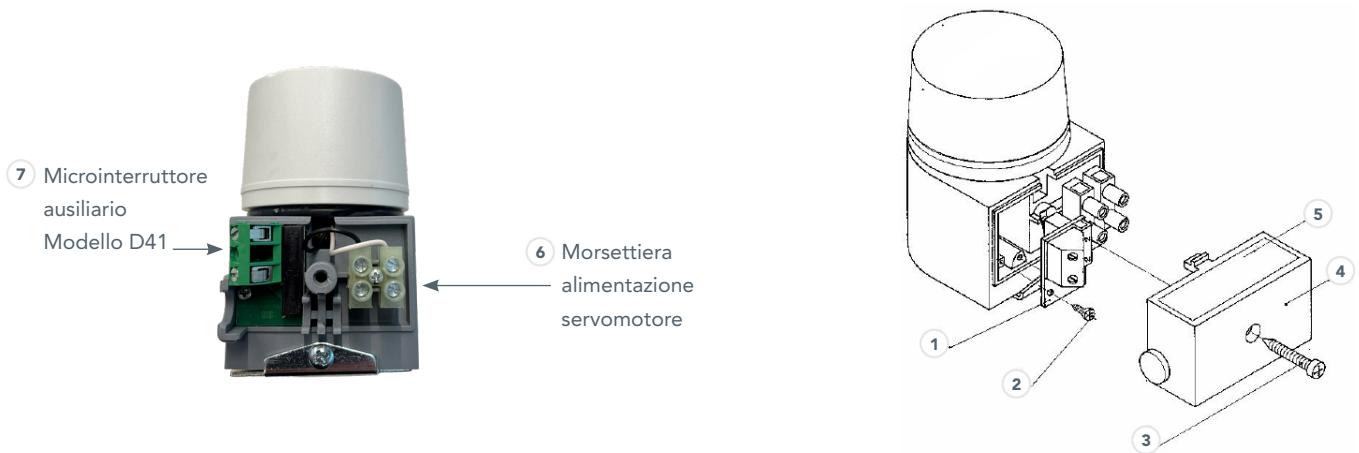 7 Microinterruttore
ausiliario
Modello D41
6 Morsettiera
alimentazione
servomotore
5
4
1
2
3